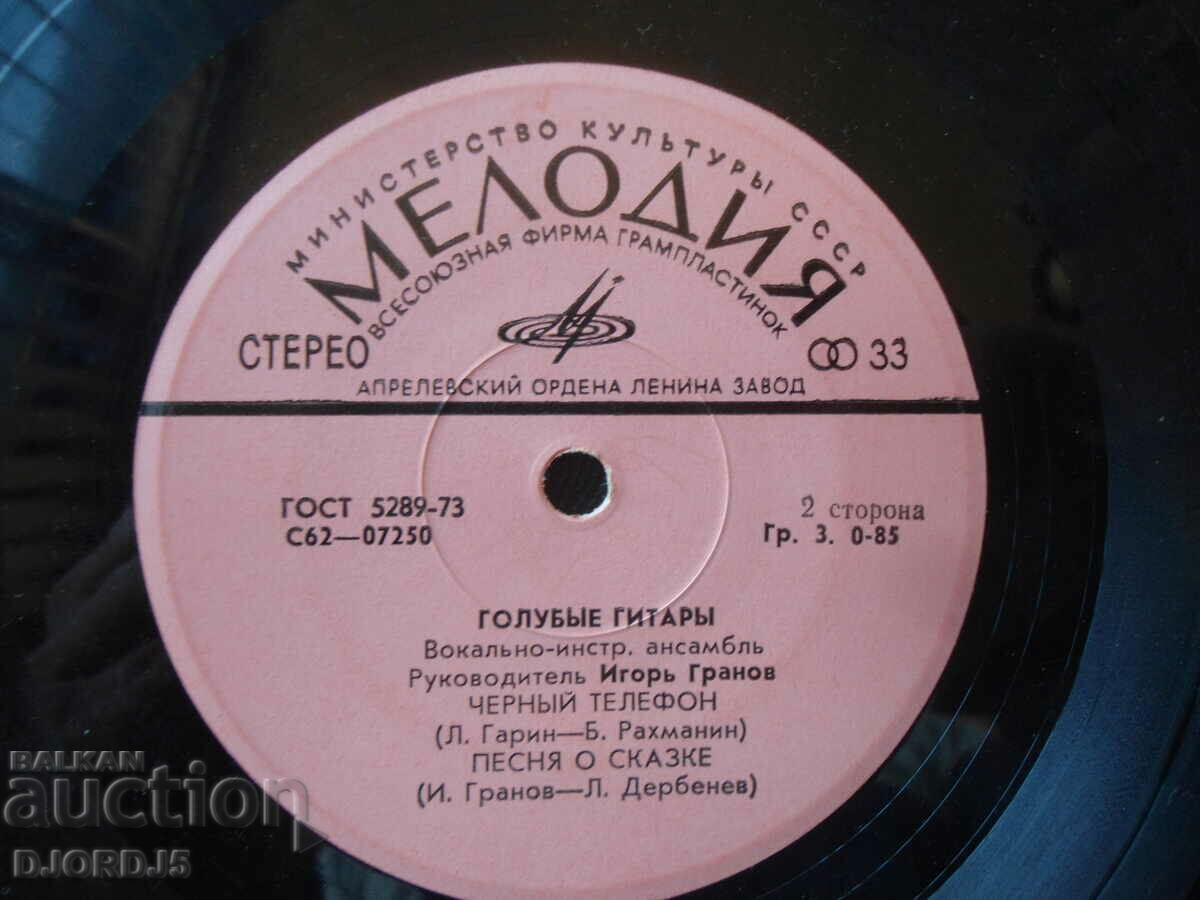 МИНИСТЕРСТВО КУЛЬТУРЫ СССР
МЕЛОДИЯ
ВСЕСОЮЗНАЯ ФИРМА ГРАМПЛАСТИНОК
СТЕРЕО
33
АПРЕЛЕВСКИЙ ОРДЕНА ЛЕНИНА ЗАВОД
ГОСТ 5289-73
2 сторона
С62—07250
Гр. 3. 0-85
ГОЛУБЫЕ ГИТАРЫ
Вокально-инстр. ансамбль
Руководитель Игорь Гранов
ЧЕРНЫЙ ТЕЛЕФОН
(Л. Гарин—Б. Рахманин)
ПЕСНЯ О СКАЗКЕ
(И. Гранов—Л. Дербенев)
BALKAN
auction
DJORDJ5